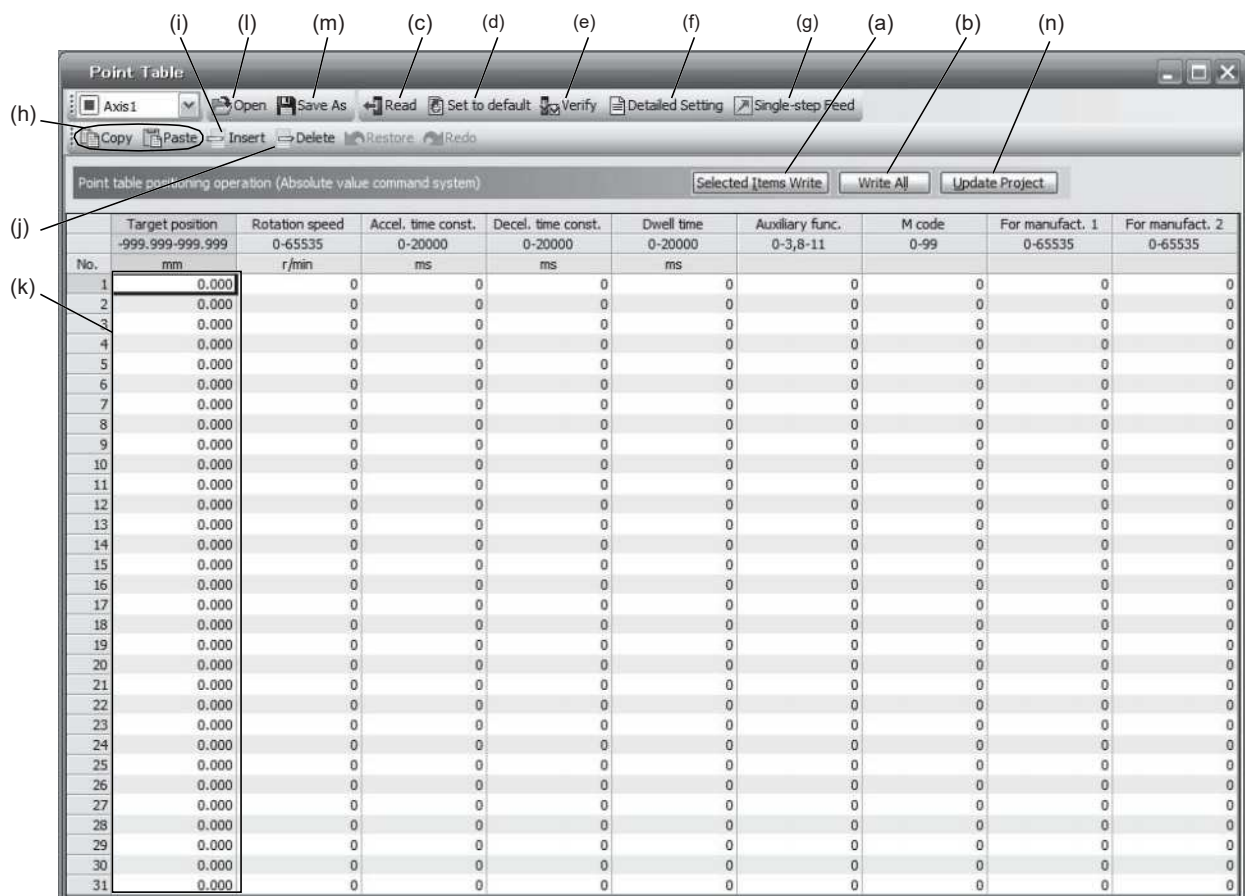 (i) (l) (m) (c) (d) (e) (f) (g) (a) (b) (n)
Point Table
Axis1 Open Save As Read Set to default Verify Detailed Setting Single-step Feed
(h)
Copy Paste Insert Delete Restore Redo
Point table positioning operation (Absolute value command system) Selected Items Write Write All Update Project
(j)
Target position Rotation speed Accel. time const. Decel. time const. Dwell time Auxiliary func. M code For manufact. 1 For manufact. 2
-999.999-999.999 0-65535 0-20000 0-20000 0-20000 0-3,8-11 0-99 0-65535 0-65535
No. mm r/min ms ms ms
(k)
1 0.000 0 0 0 0 0 0 0 0
2 0.000 0 0 0 0 0 0 0 0
3 0.000 0 0 0 0 0 0 0 0
4 0.000 0 0 0 0 0 0 0 0
5 0.000 0 0 0 0 0 0 0 0
6 0.000 0 0 0 0 0 0 0 0
7 0.000 0 0 0 0 0 0 0 0
8 0.000 0 0 0 0 0 0 0 0
9 0.000 0 0 0 0 0 0 0 0
10 0.000 0 0 0 0 0 0 0 0
11 0.000 0 0 0 0 0 0 0 0
12 0.000 0 0 0 0 0 0 0 0
13 0.000 0 0 0 0 0 0 0 0
14 0.000 0 0 0 0 0 0 0 0
15 0.000 0 0 0 0 0 0 0 0
16 0.000 0 0 0 0 0 0 0 0
17 0.000 0 0 0 0 0 0 0 0
18 0.000 0 0 0 0 0 0 0 0
19 0.000 0 0 0 0 0 0 0 0
20 0.000 0 0 0 0 0 0 0 0
21 0.000 0 0 0 0 0 0 0 0
22 0.000 0 0 0 0 0 0 0 0
23 0.000 0 0 0 0 0 0 0 0
24 0.000 0 0 0 0 0 0 0 0
25 0.000 0 0 0 0 0 0 0 0
26 0.000 0 0 0 0 0 0 0 0
27 0.000 0 0 0 0 0 0 0 0
28 0.000 0 0 0 0 0 0 0 0
29 0.000 0 0 0 0 0 0 0 0
30 0.000 0 0 0 0 0 0 0 0
31 0.000 0 0 0 0 0 0 0 0